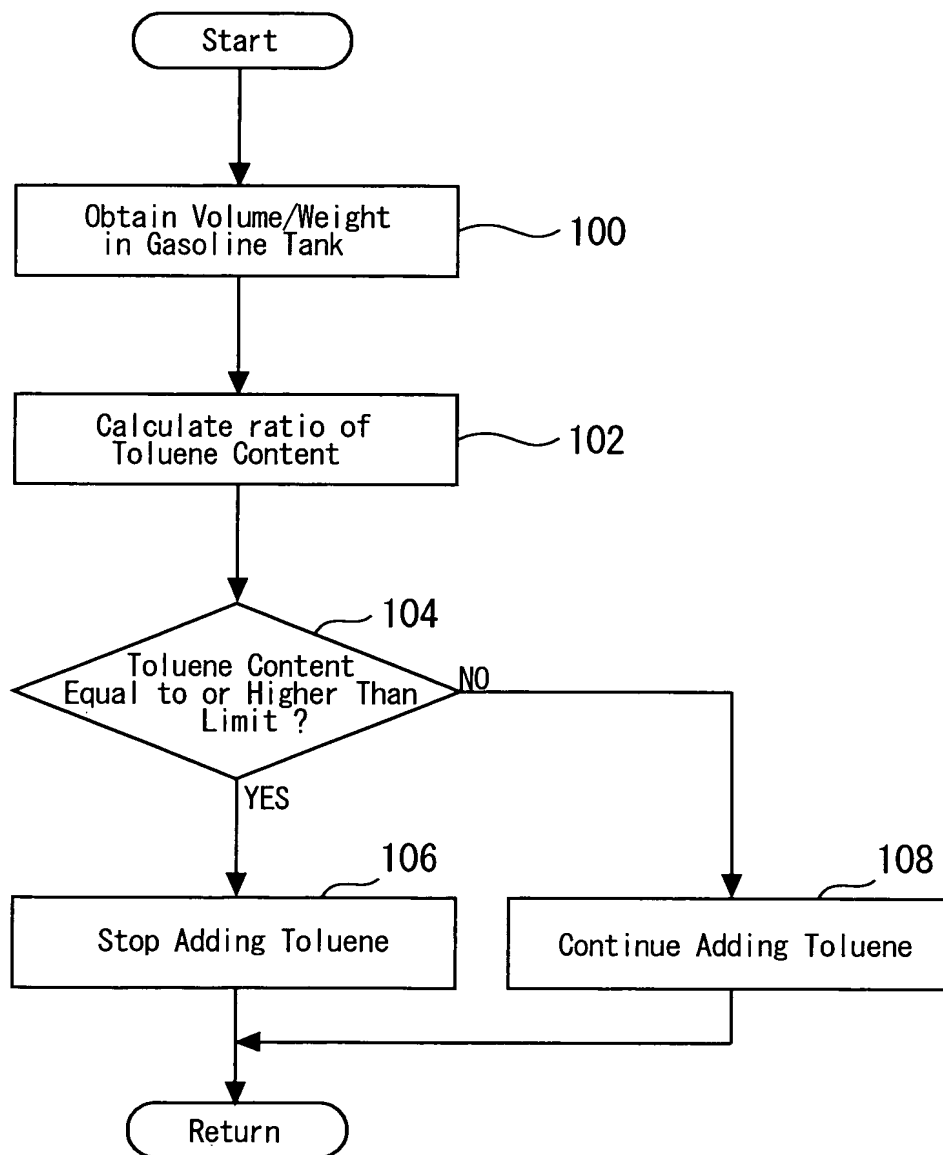 Start
Obtain Volume/Weight
in Gasoline Tank
100
Calculate ratio of
Toluene Content
102
104
Toluene Content
Equal to or Higher Than
Limit ?
NO
YES
106
Stop Adding Toluene
108
Continue Adding Toluene
Return